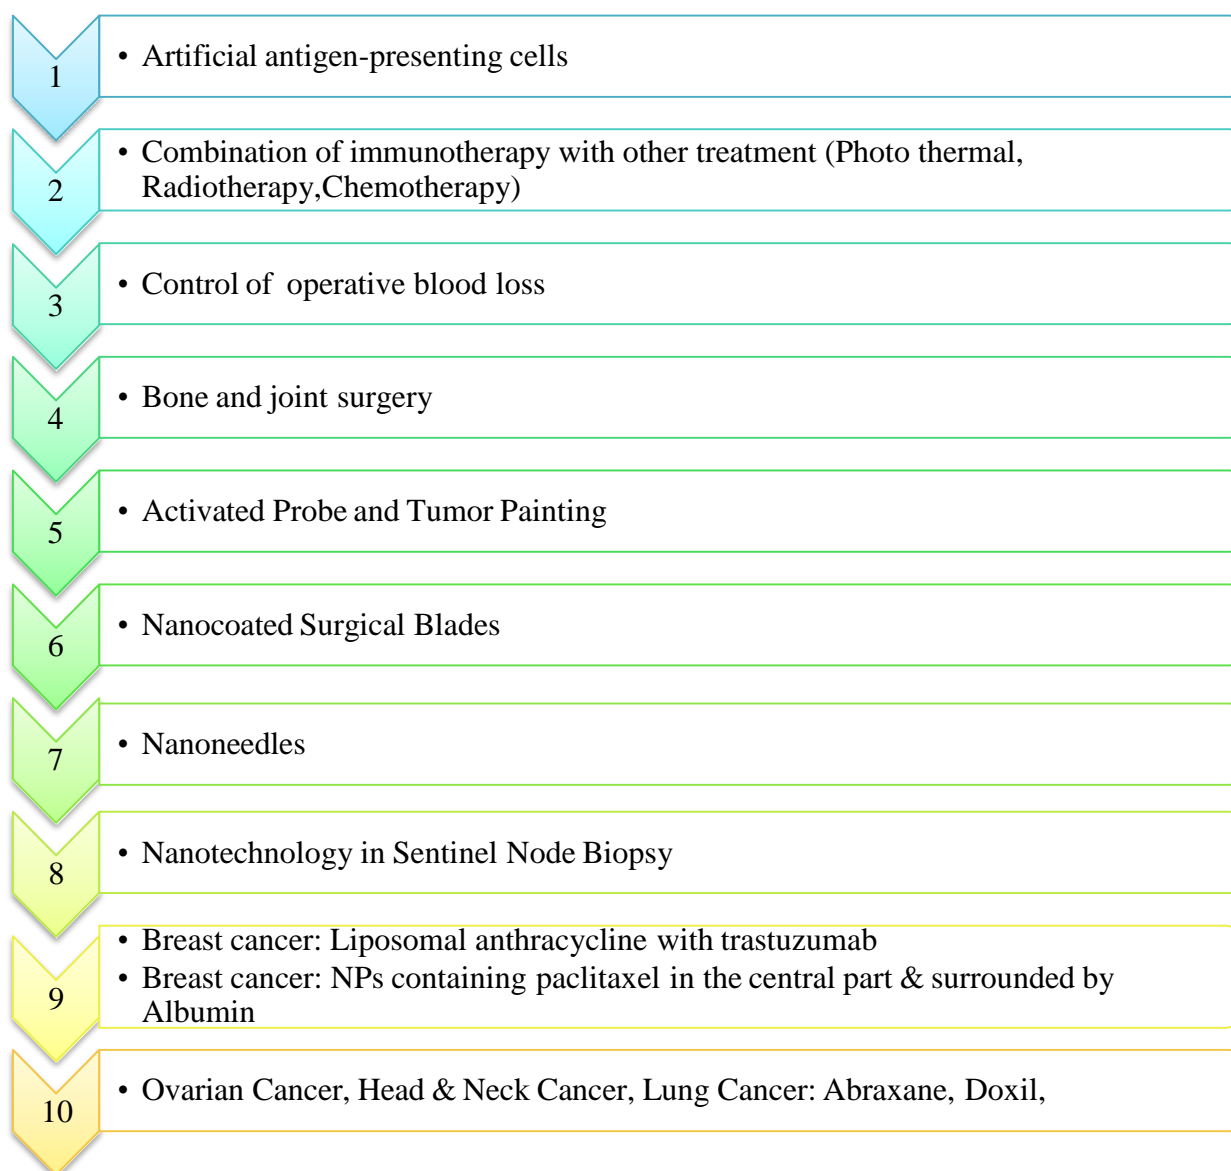 1
• Artificial antigen-presenting cells
2
• Combination of immunotherapy with other treatment (Photo thermal,
Radiotherapy,Chemotherapy)
3
• Control of operative blood loss
4
• Bone and joint surgery
5
• Activated Probe and Tumor Painting
6
• Nanocoated Surgical Blades
7
• Nanoneedles
8
• Nanotechnology in Sentinel Node Biopsy
9
• Breast cancer: Liposomal anthracycline with trastuzumab
• Breast cancer: NPs containing paclitaxel in the central part & surrounded by
Albumin
10
• Ovarian Cancer, Head & Neck Cancer, Lung Cancer: Abraxane, Doxil,